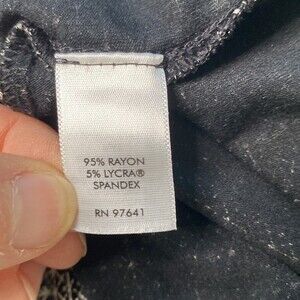 95% RAYON
5% LYCRA®
SPANDEX
RN 97641